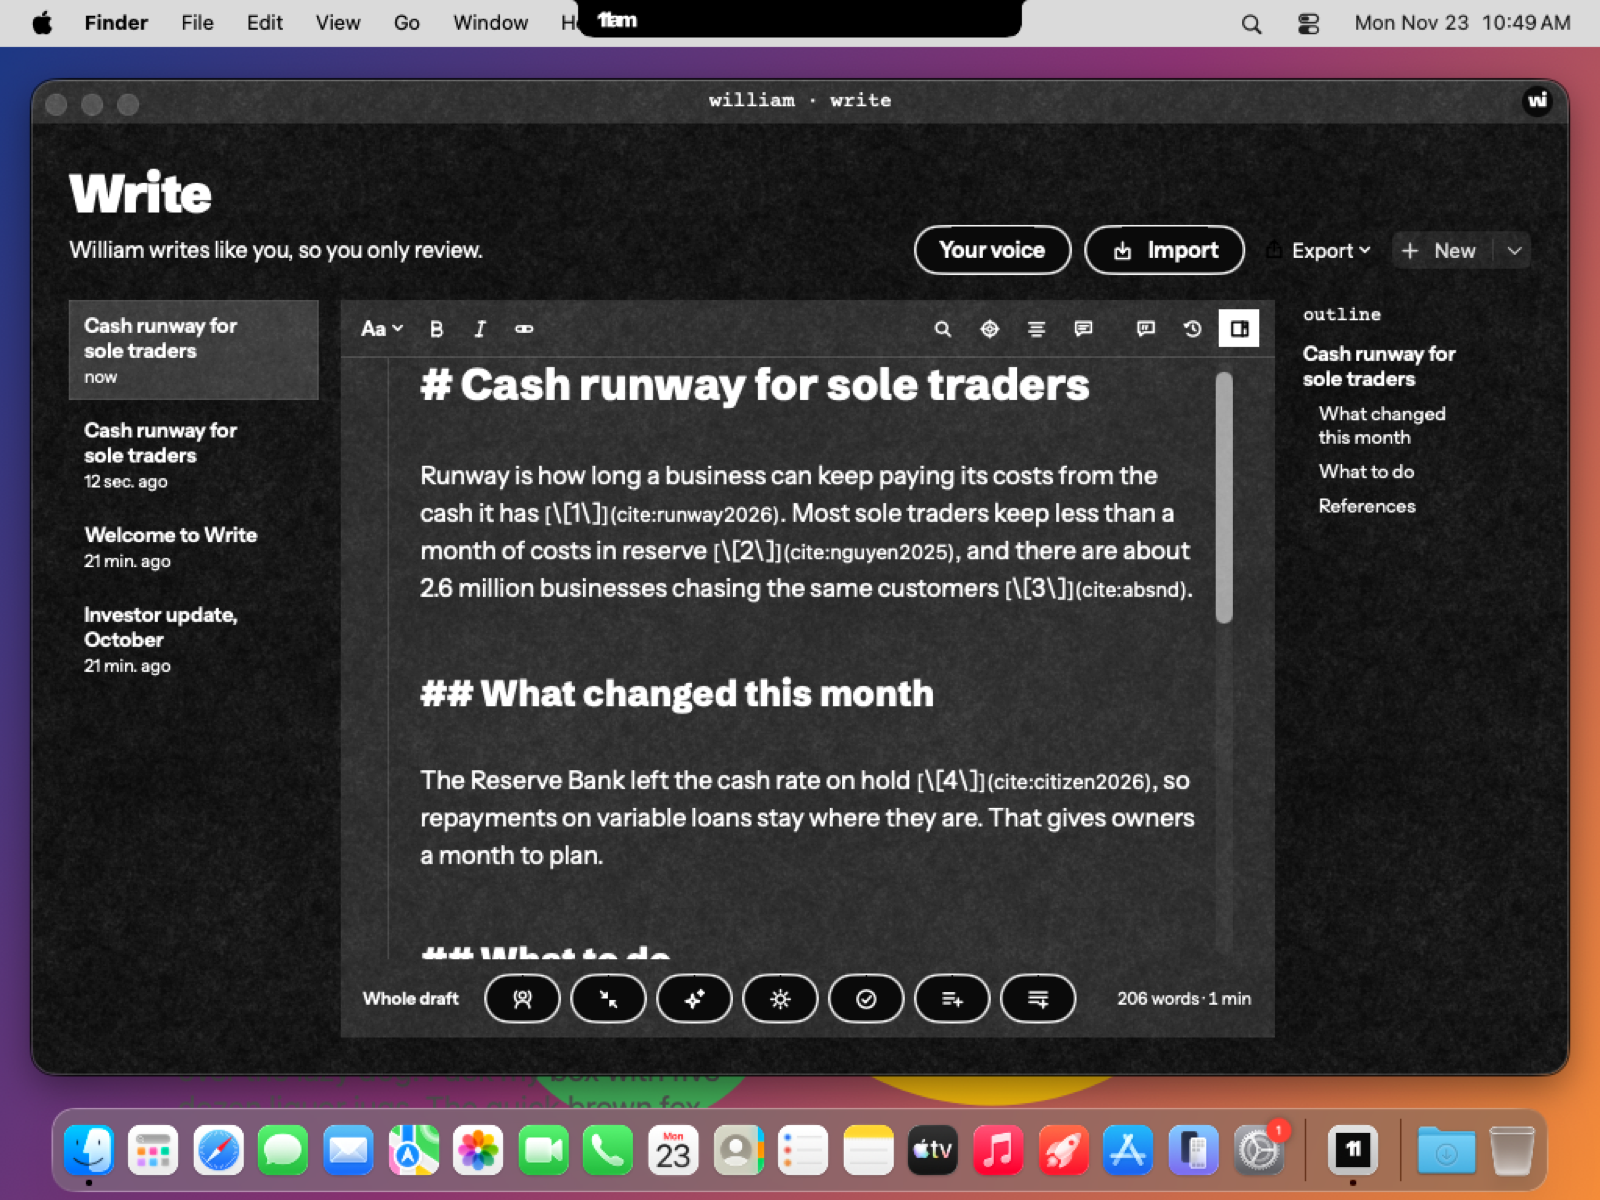 Finder File Edit View Go Window
11am
Mon Nov 23 10:49 AM
william · write
wi
Write
William writes like you, so you only review.
Your voice
Import
Export
New
Cash runway for
sole traders
now
Cash runway for
sole traders
12 sec. ago
Welcome to Write
21 min. ago
Investor update,
October
21 min. ago
Aa B I
# Cash runway for sole traders
Runway is how long a business can keep paying its costs from the
cash it has [\[1\]](cite:runway2026). Most sole traders keep less than a
month of costs in reserve [\[2\]](cite:nguyen2025), and there are about
2.6 million businesses chasing the same customers [\[3\]](cite:absnd).
## What changed this month
The Reserve Bank left the cash rate on hold [\[4\]](cite:citizen2026), so
repayments on variable loans stay where they are. That gives owners
a month to plan.
## What to do
outline
Cash runway for
sole traders
What changed
this month
What to do
References
Whole draft
206 words · 1 min
Mon
23
tv
1
11